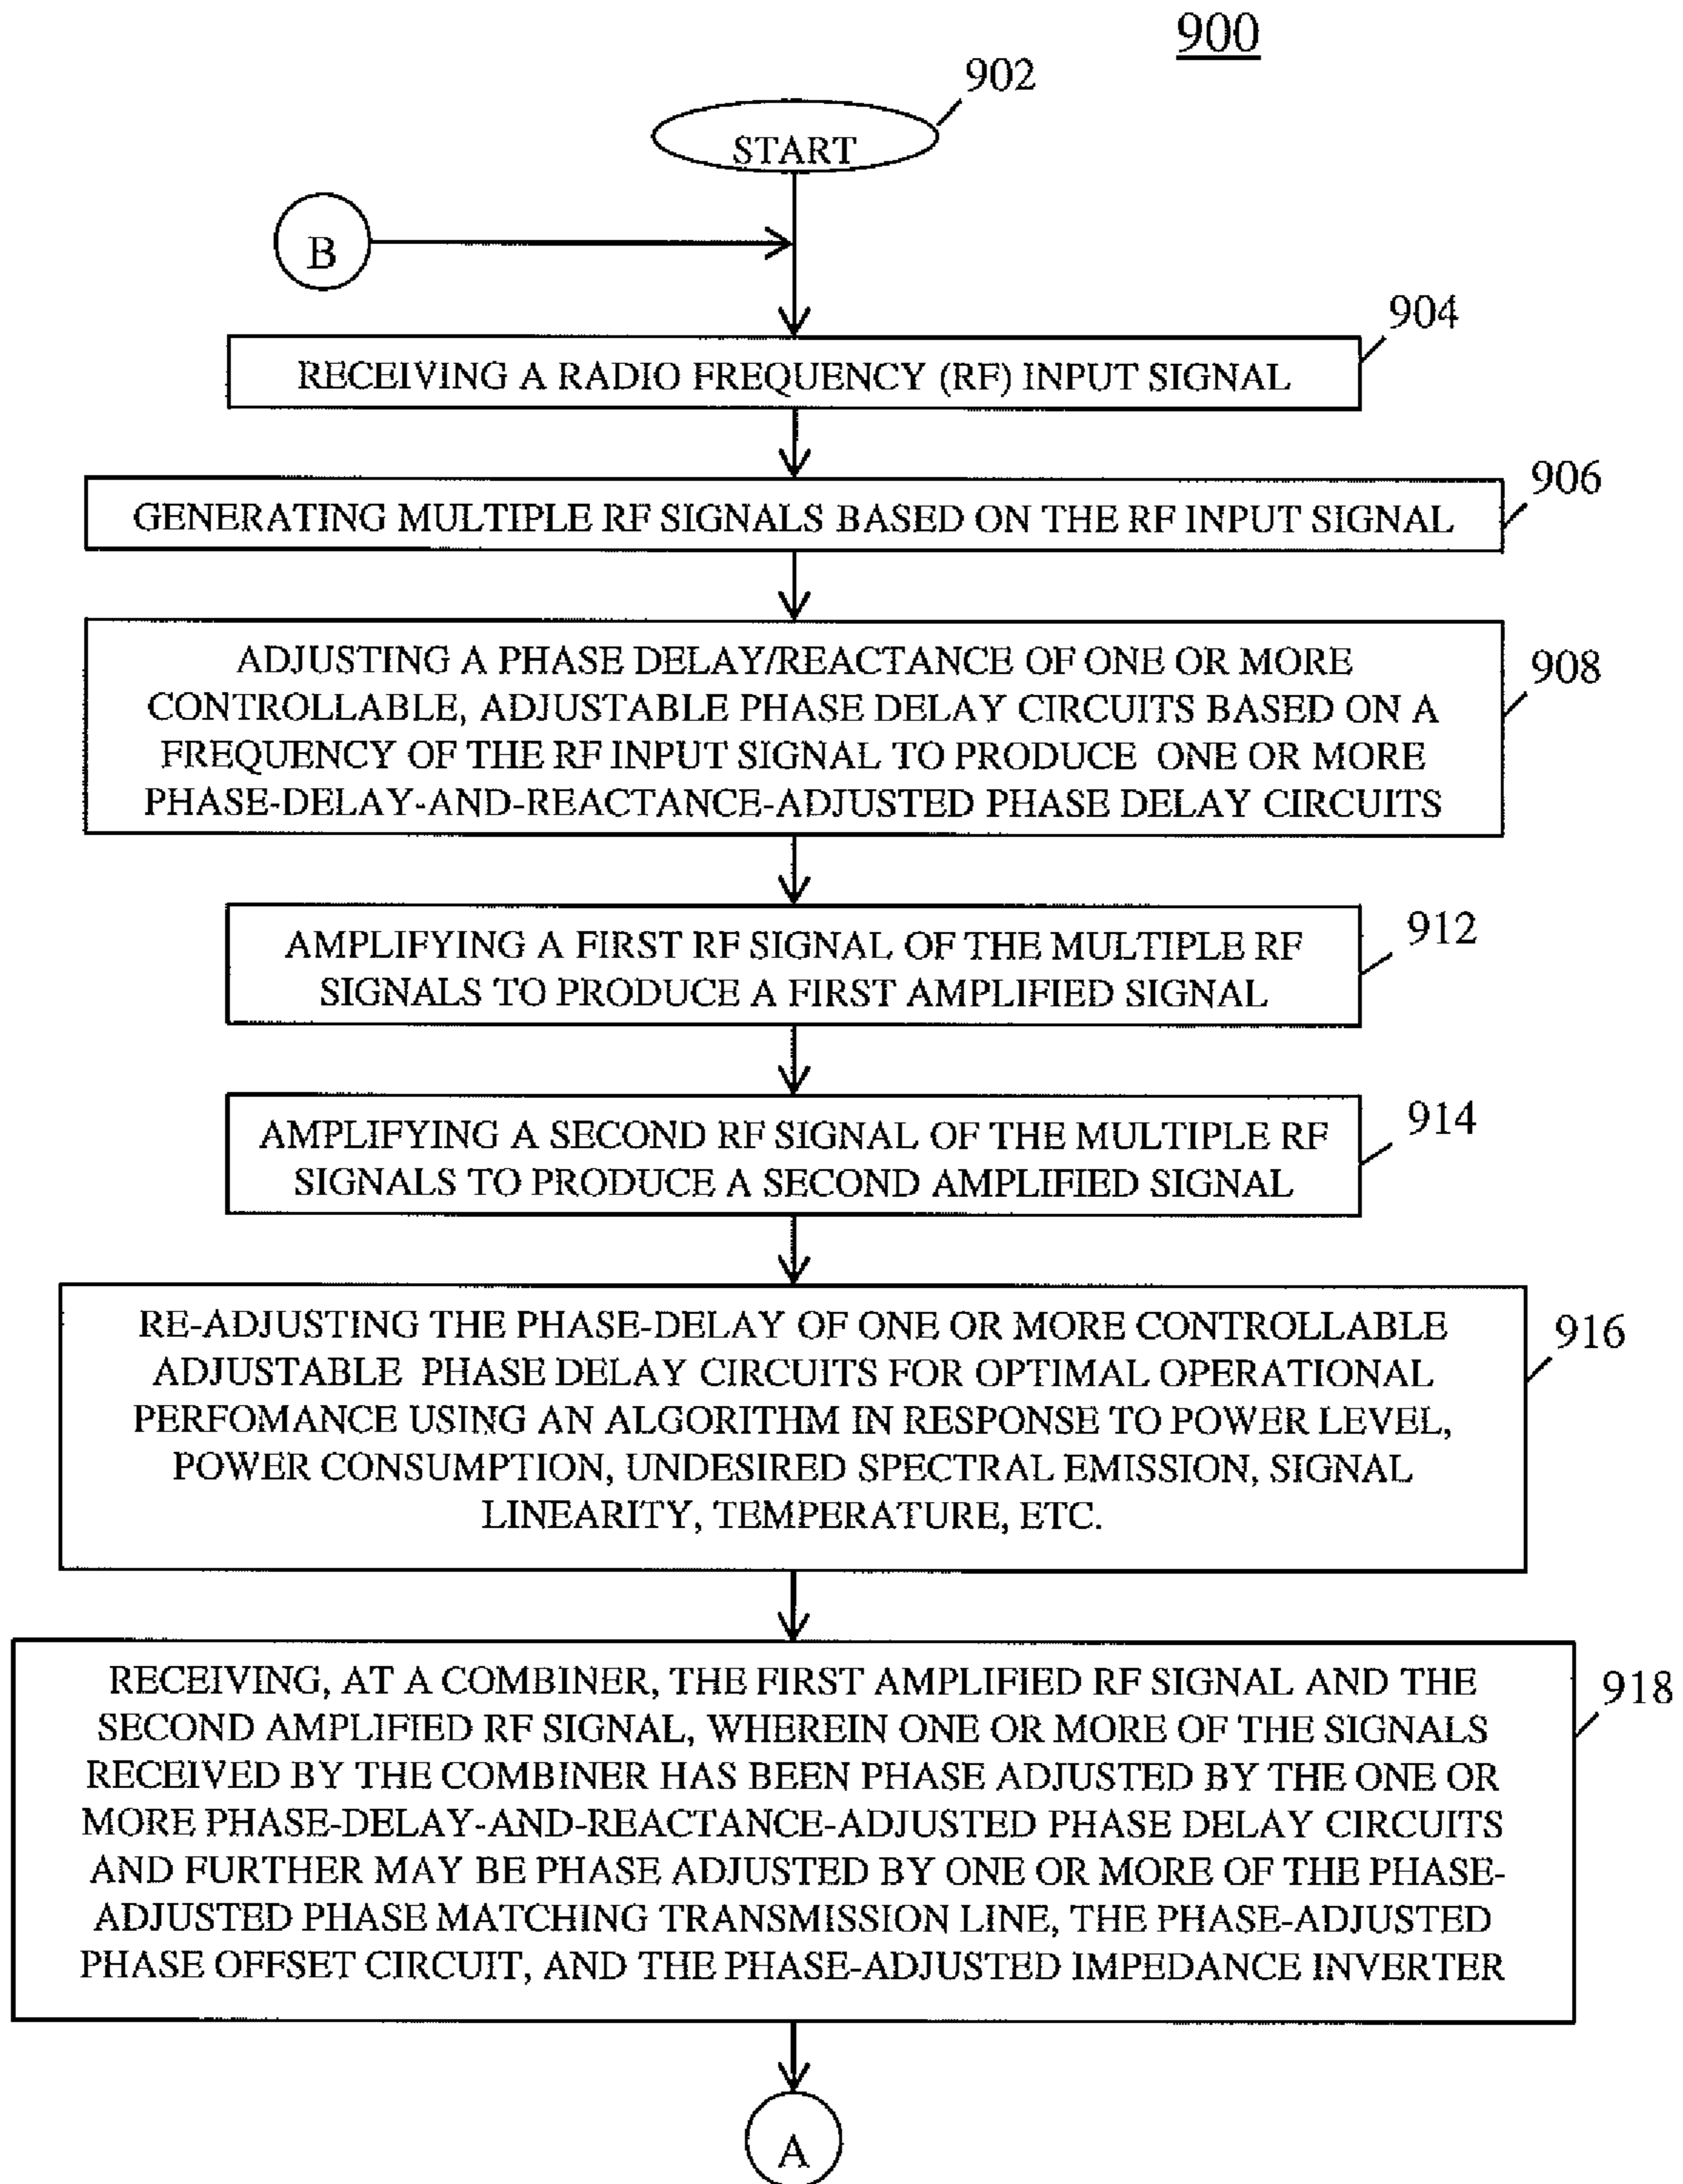 900
902
START
B
904
RECEIVING A RADIO FREQUENCY (RF) INPUT SIGNAL
906
GENERATING MULTIPLE RF SIGNALS BASED ON THE RF INPUT SIGNAL
908
ADJUSTING A PHASE DELAY/REACTANCE OF ONE OR MORE
CONTROLLABLE, ADJUSTABLE PHASE DELAY CIRCUITS BASED ON A
FREQUENCY OF THE RF INPUT SIGNAL TO PRODUCE ONE OR MORE
PHASE-DELAY-AND-REACTANCE-ADJUSTED PHASE DELAY CIRCUITS
912
AMPLIFYING A FIRST RF SIGNAL OF THE MULTIPLE RF
SIGNALS TO PRODUCE A FIRST AMPLIFIED SIGNAL
914
AMPLIFYING A SECOND RF SIGNAL OF THE MULTIPLE RF
SIGNALS TO PRODUCE A SECOND AMPLIFIED SIGNAL
916
RE-ADJUSTING THE PHASE-DELAY OF ONE OR MORE CONTROLLABLE
ADJUSTABLE PHASE DELAY CIRCUITS FOR OPTIMAL OPERATIONAL
PERFOMANCE USING AN ALGORITHM IN RESPONSE TO POWER LEVEL,
POWER CONSUMPTION, UNDESIRED SPECTRAL EMISSION, SIGNAL
LINEARITY, TEMPERATURE, ETC.
918
RECEIVING, AT A COMBINER, THE FIRST AMPLIFIED RF SIGNAL AND THE
SECOND AMPLIFIED RF SIGNAL, WHEREIN ONE OR MORE OF THE SIGNALS
RECEIVED BY THE COMBINER HAS BEEN PHASE ADJUSTED BY THE ONE OR
MORE PHASE-DELAY-AND-REACTANCE-ADJUSTED PHASE DELAY CIRCUITS
AND FURTHER MAY BE PHASE ADJUSTED BY ONE OR MORE OF THE PHASE-
ADJUSTED PHASE MATCHING TRANSMISSION LINE, THE PHASE-ADJUSTED
PHASE OFFSET CIRCUIT, AND THE PHASE-ADJUSTED IMPEDANCE INVERTER
A